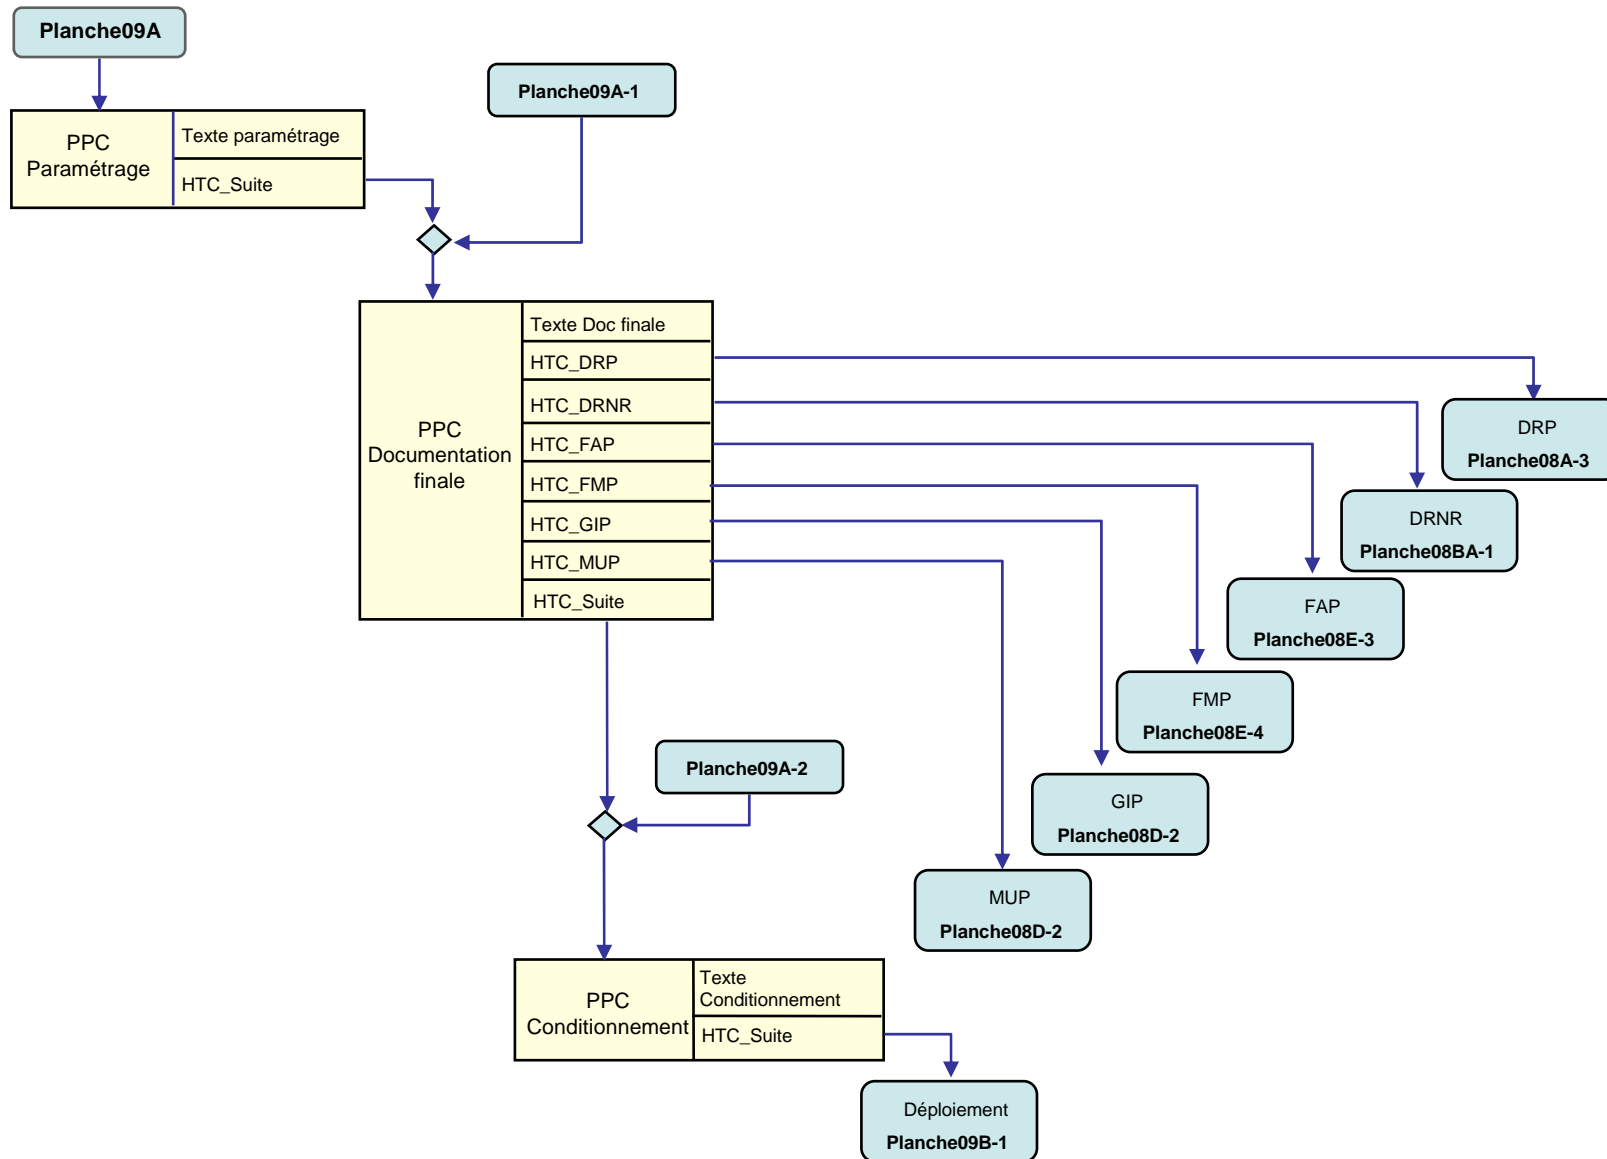 Planche09A
Planche09A-1
PPC
Paramétrage
Texte paramétrage
HTC_Suite
PPC
Documentation
finale
Texte Doc finale
HTC_DRP
HTC_DRNR
HTC_FAP
HTC_FMP
HTC_GIP
HTC_MUP
HTC_Suite
DRP
Planche08A-3
DRNR
Planche08BA-1
FAP
Planche08E-3
FMP
Planche08E-4
GIP
Planche08D-2
MUP
Planche08D-2
Planche09A-2
PPC
Conditionnement
Texte
Conditionnement
HTC_Suite
Déploiement
Planche09B-1